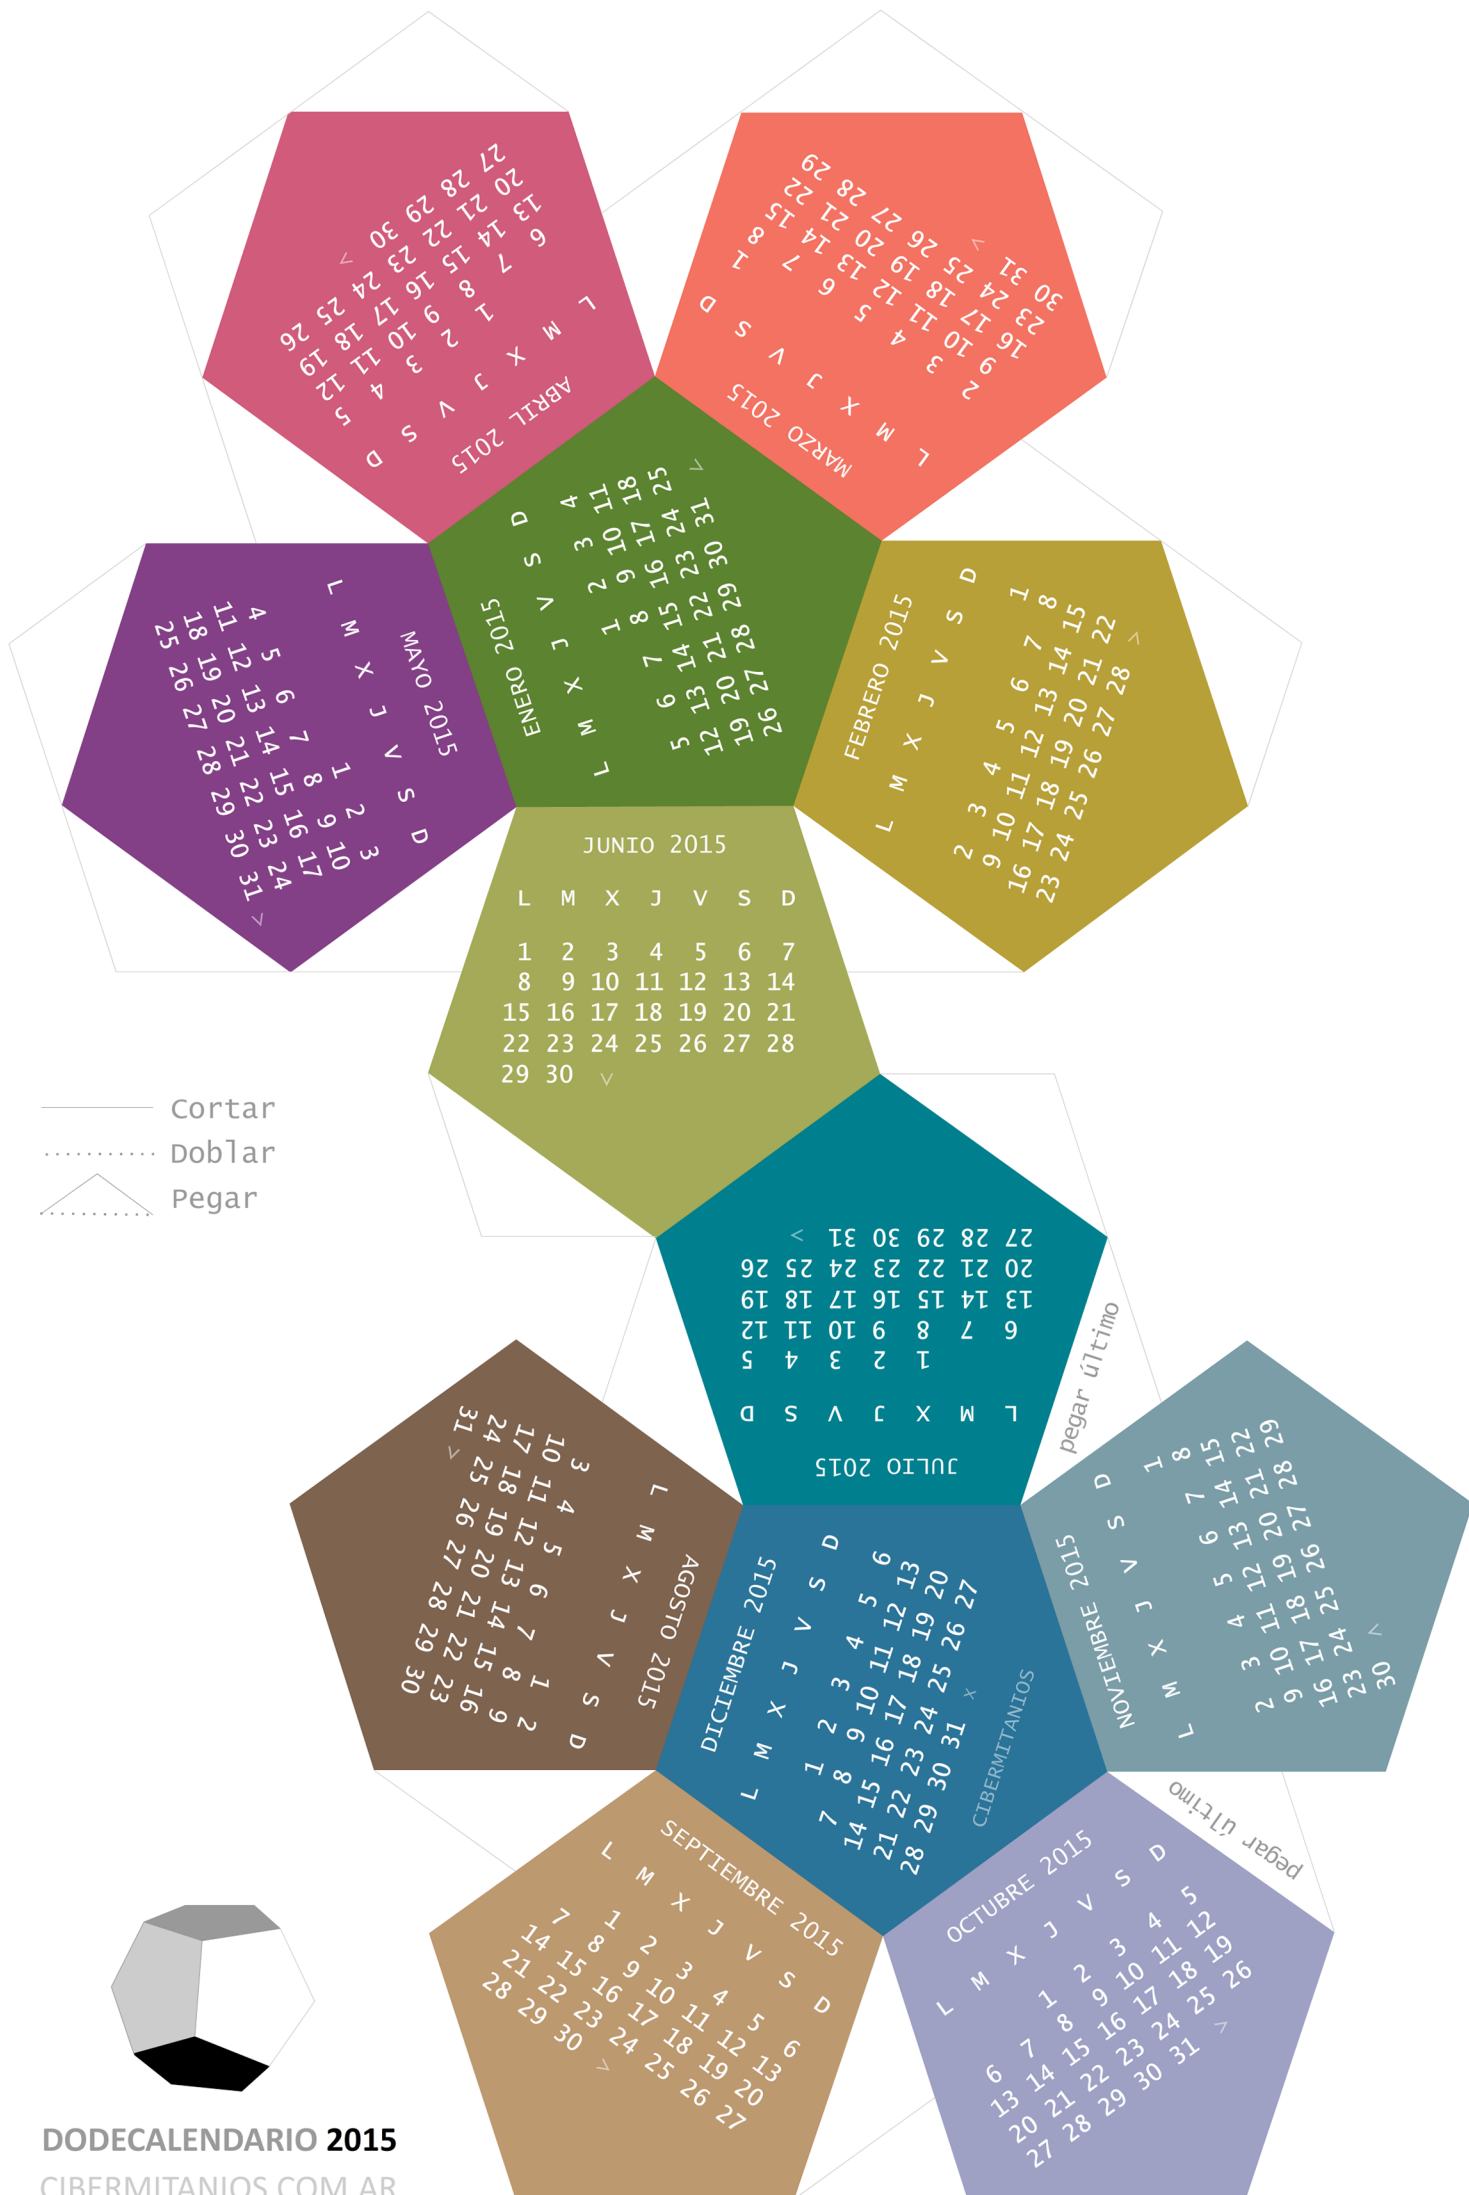 ABRIL 2015
L M X J V S D
1 2 3 4 5
6 7 8 9 10 11 12
13 14 15 16 17 18 19
20 21 22 23 24 25 26
27 28 29 30 >
MARZO 2015
L M X J V S D
1
2 3 4 5 6 7 8
9 10 11 12 13 14 15
16 17 18 19 20 21 22
23 24 25 26 27 28 29
30 31 >
MAYO 2015
L M X J V S D
1 2 3
4 5 6 7 8 9 10
11 12 13 14 15 16 17
18 19 20 21 22 23 24
25 26 27 28 29 30 31 >
ENERO 2015
L M X J V S D
1 2 3 4
5 6 7 8 9 10 11
12 13 14 15 16 17 18
19 20 21 22 23 24 25
26 27 28 29 30 31 >
FEBRERO 2015
L M X J V S D
1
2 3 4 5 6 7 8
9 10 11 12 13 14 15
16 17 18 19 20 21 22
23 24 25 26 27 28 >
JUNIO 2015
L M X J V S D
1 2 3 4 5 6 7
8 9 10 11 12 13 14
15 16 17 18 19 20 21
22 23 24 25 26 27 28
29 30 >
Cortar
Doblar
Pegar
JULIO 2015
L M X J V S D
1 2 3 4 5
6 7 8 9 10 11 12
13 14 15 16 17 18 19
20 21 22 23 24 25 26
27 28 29 30 31 >
pegar último
AGOSTO 2015
L M X J V S D
1 2
3 4 5 6 7 8 9
10 11 12 13 14 15 16
17 18 19 20 21 22 23
24 25 26 27 28 29 30
31 >
DICIEMBRE 2015
L M X J V S D
1 2 3 4 5 6
7 8 9 10 11 12 13
14 15 16 17 18 19 20
21 22 23 24 25 26 27
28 29 30 31 x
CIBERMITANIOS
NOVIEMBRE 2015
L M X J V S D
1
2 3 4 5 6 7 8
9 10 11 12 13 14 15
16 17 18 19 20 21 22
23 24 25 26 27 28 29
30 >
pegar último
SEPTIEMBRE 2015
L M X J V S D
1 2 3 4 5 6
7 8 9 10 11 12 13
14 15 16 17 18 19 20
21 22 23 24 25 26 27
28 29 30 >
OCTUBRE 2015
L M X J V S D
1 2 3 4 5
6 7 8 9 10 11 12
13 14 15 16 17 18 19
20 21 22 23 24 25 26
27 28 29 30 31 >
DODECALENDARIO 2015
CIBERMITANIOS.COM.AR